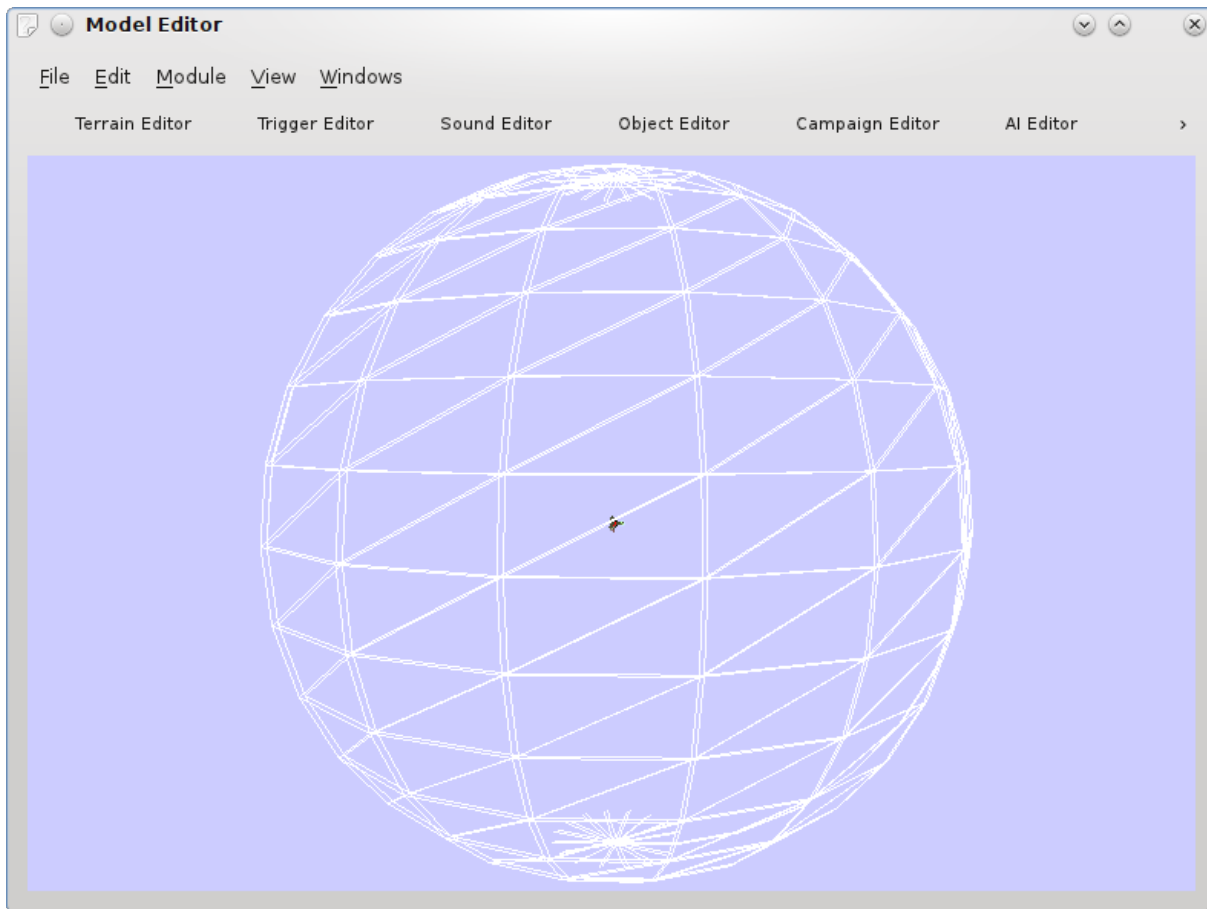 Model Editor
File Edit Module View Windows
Terrain Editor Trigger Editor Sound Editor Object Editor Campaign Editor AI Editor ›